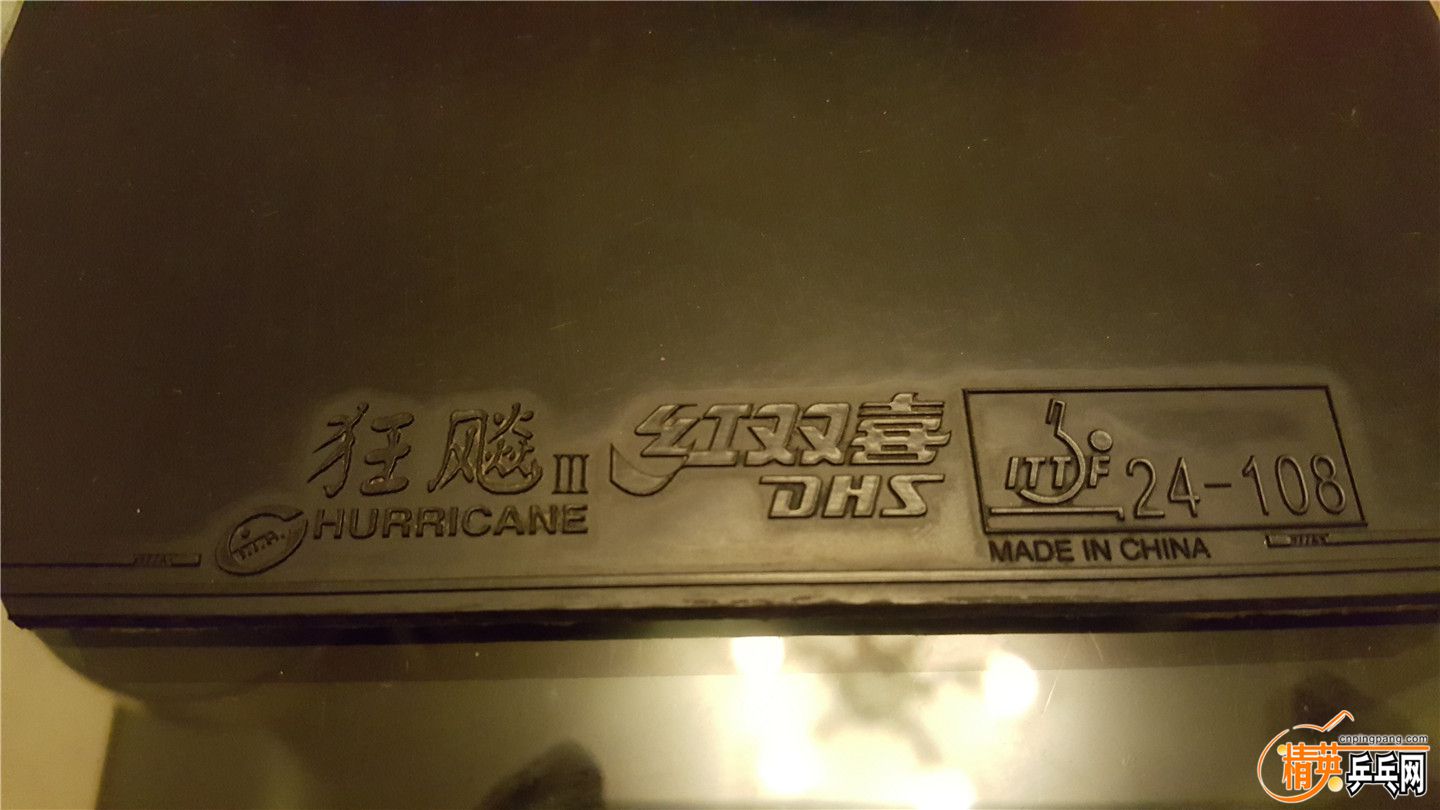 狂飚 III
HURRICANE
红双喜
DHS
ITTF 24-108
MADE IN CHINA
cnpingpang.com
精英乒乓网